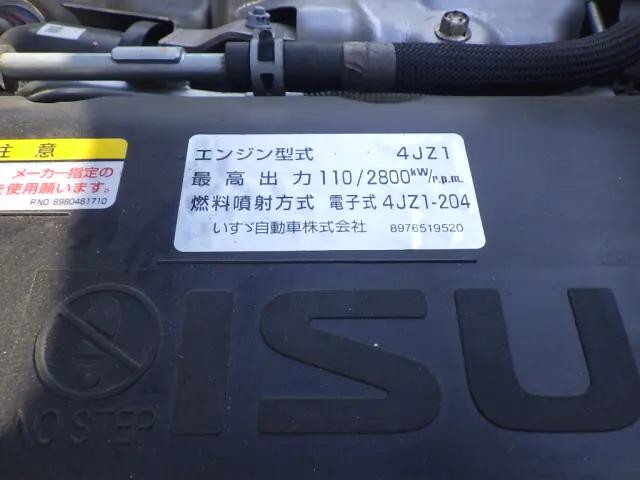 注 意
メーカー指定の
を使用願います。
P.NO 8980461710
エンジン型式 4JZ1
最高出力 110/2800kW/r.p.m.
燃料噴射方式 電子式 4JZ1-204
いすゞ自動車株式会社 8976519520
NO STEP
ISU